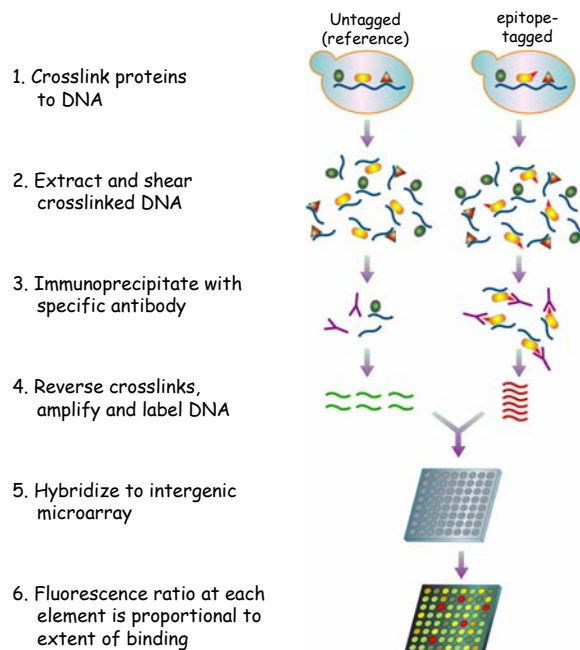 Untagged
(reference)
epitope-
tagged
1. Crosslink proteins
to DNA
2. Extract and shear
crosslinked DNA
3. Immunoprecipitate with
specific antibody
4. Reverse crosslinks,
amplify and label DNA
5. Hybridize to intergenic
microarray
6. Fluorescence ratio at each
element is proportional to
extent of binding